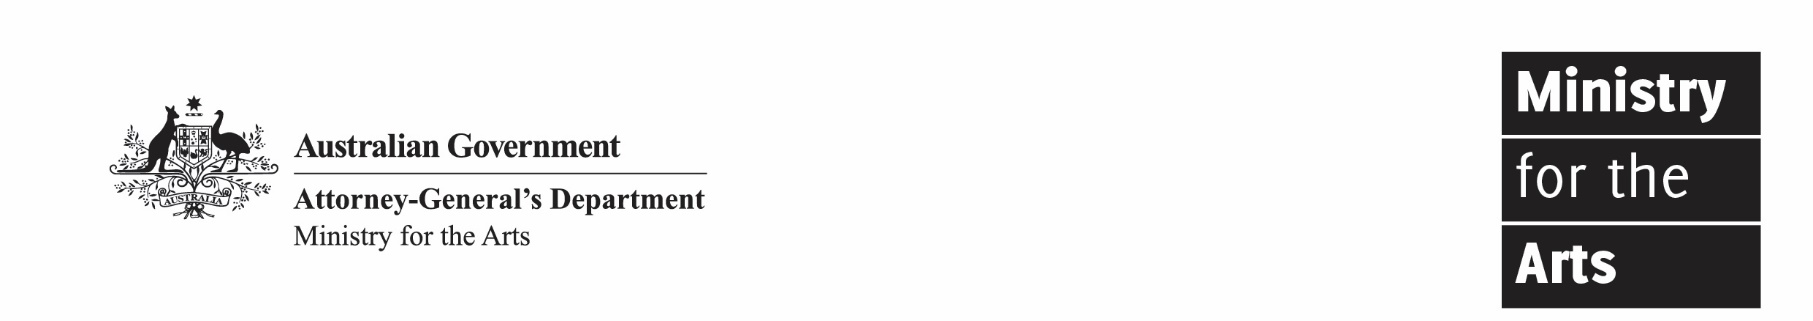 AUSTRALIA
Australian Government
Attorney-General's Department
Ministry for the Arts
Ministry
for the
Arts